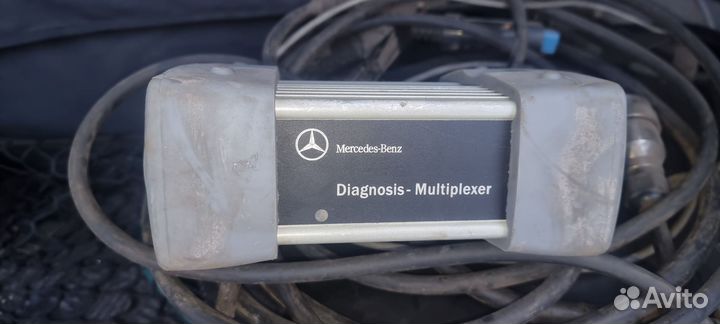 Mercedes-Benz
Diagnosis - Multiplexer
Avito